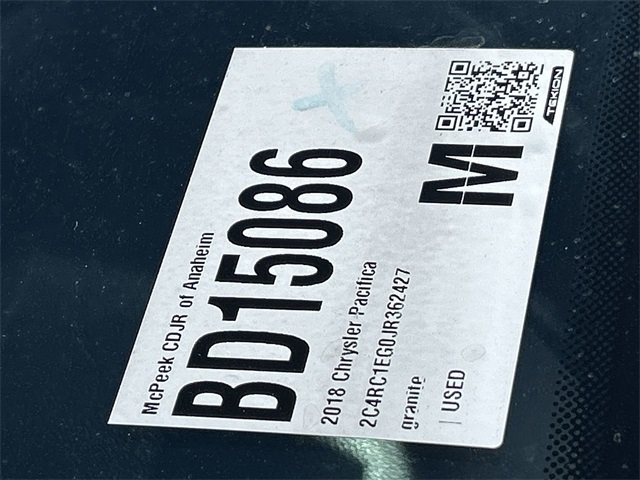 McPeek CDJR of Anaheim
BD15086
2018 Chrysler Pacifica
2C4RC1EG0JR362427
granite
USED
M
TEKION